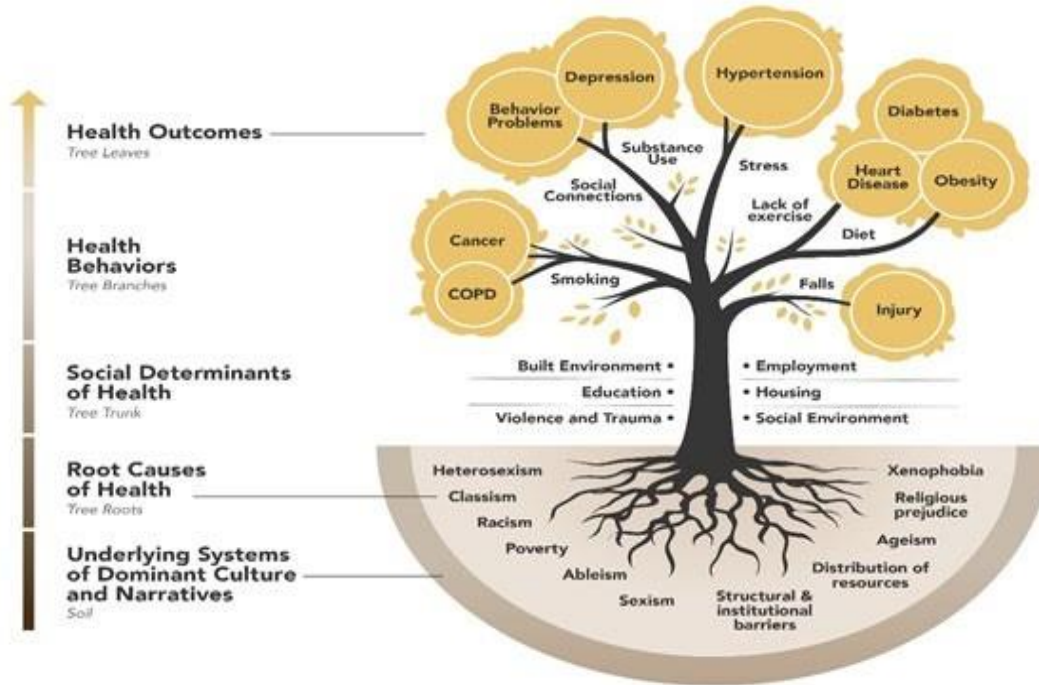 Health Outcomes
Tree Leaves
Health
Behaviors
Tree Branches
Social Determinants
of Health
Tree Trunk
Root Causes
of Health
Tree Roots
Underlying Systems
of Dominant Culture
and Narratives
Soil
Depression
Behavior
Problems
Hypertension
Diabetes
Heart
Disease
Obesity
Substance
Use
Stress
Social
Connections
Lack of
exercise
Diet
Cancer
COPD
Smoking
Falls
Injury
Built Environment •
• Employment
Education •
• Housing
Violence and Trauma •
• Social Environment
Heterosexism
Classism
Racism
Poverty
Ableism
Sexism
Structural &
institutional
barriers
Distribution of
resources
Ageism
Religious
prejudice
Xenophobia